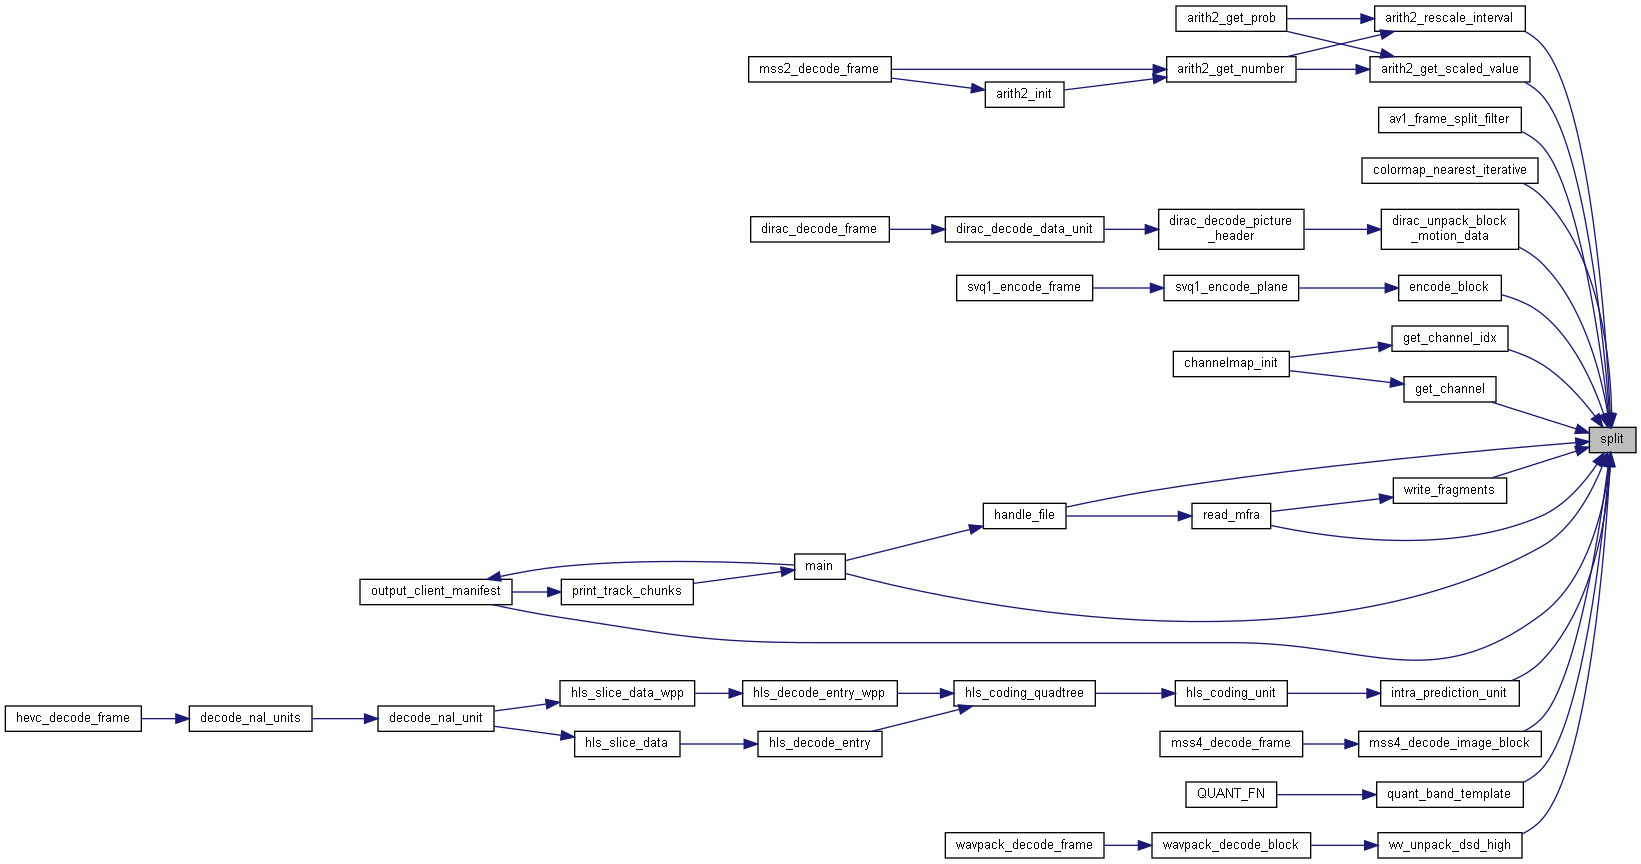 arith2_get_prob
arith2_rescale_interval
mss2_decode_frame
arith2_get_number
arith2_get_scaled_value
arith2_init
av1_frame_split_filter
colormap_nearest_iterative
dirac_decode_frame
dirac_decode_data_unit
dirac_decode_picture
_header
dirac_unpack_block
_motion_data
svq1_encode_frame
svq1_encode_plane
encode_block
get_channel_idx
channelmap_init
get_channel
split
write_fragments
handle_file
read_mfra
main
output_client_manifest
print_track_chunks
hls_slice_data_wpp
hls_decode_entry_wpp
hls_coding_quadtree
hls_coding_unit
intra_prediction_unit
hevc_decode_frame
decode_nal_units
decode_nal_unit
hls_slice_data
hls_decode_entry
mss4_decode_frame
mss4_decode_image_block
QUANT_FN
quant_band_template
wavpack_decode_frame
wavpack_decode_block
wv_unpack_dsd_high